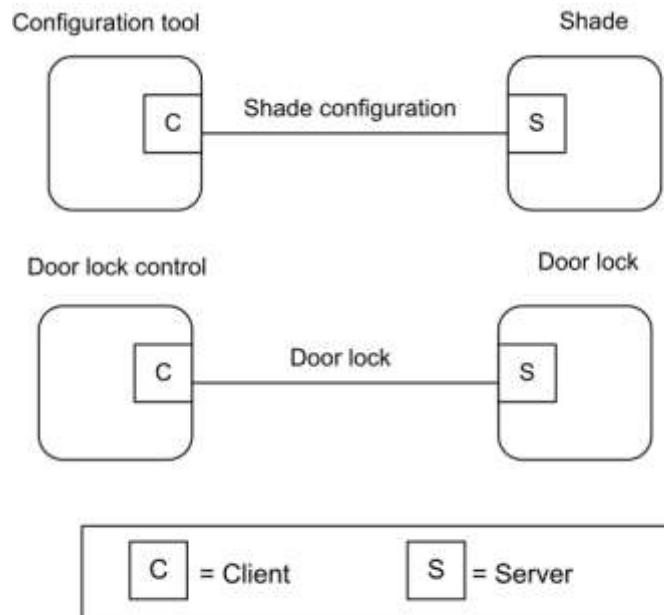 Configuration tool
Shade
C
Shade configuration
S
Door lock control
Door lock
C
Door lock
S
C = Client
S = Server